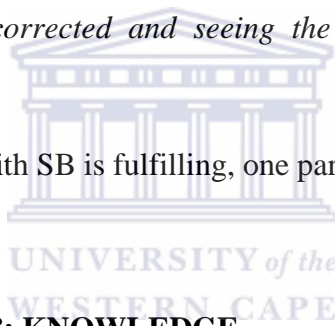 corrected and seeing the
ith SB is fulfilling, one par
UNIVERSITY of the
WESTERN CAPE
: KNOWLEDGE